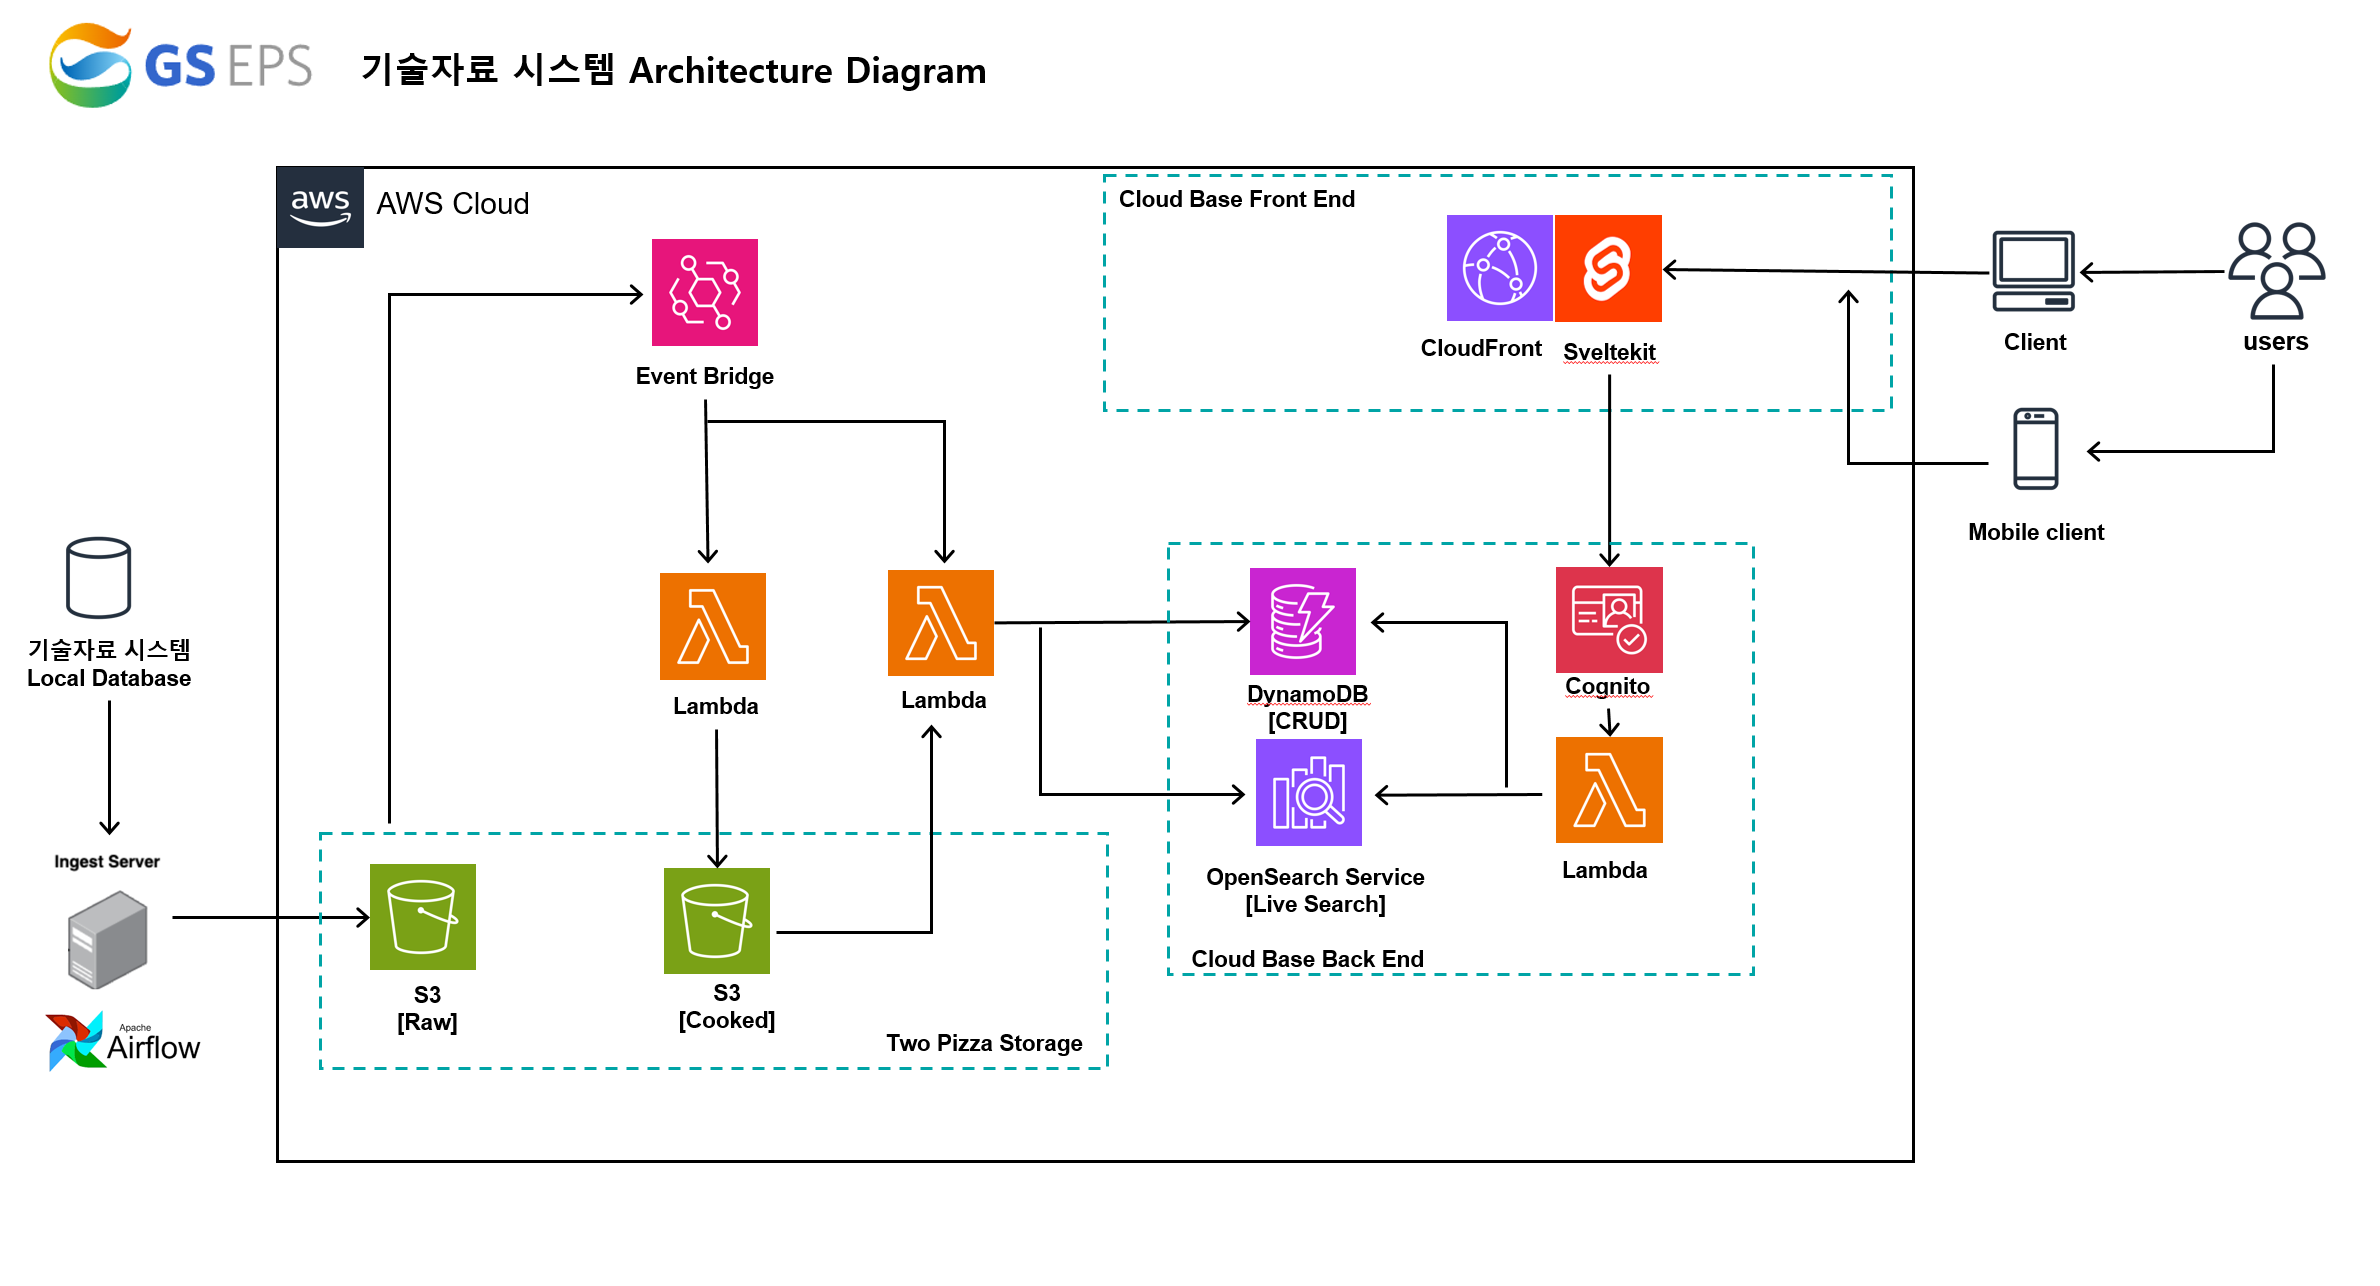 GS EPS
기술자료 시스템 Architecture Diagram
aws
AWS Cloud
Cloud Base Front End
CloudFront
Sveltekit
Client
users
Event Bridge
Mobile client
기술자료 시스템
Local Database
Lambda
Lambda
DynamoDB
[CRUD]
Cognito
Ingest Server
OpenSearch Service
[Live Search]
Lambda
Cloud Base Back End
S3
[Raw]
S3
[Cooked]
Two Pizza Storage
Apache
Airflow